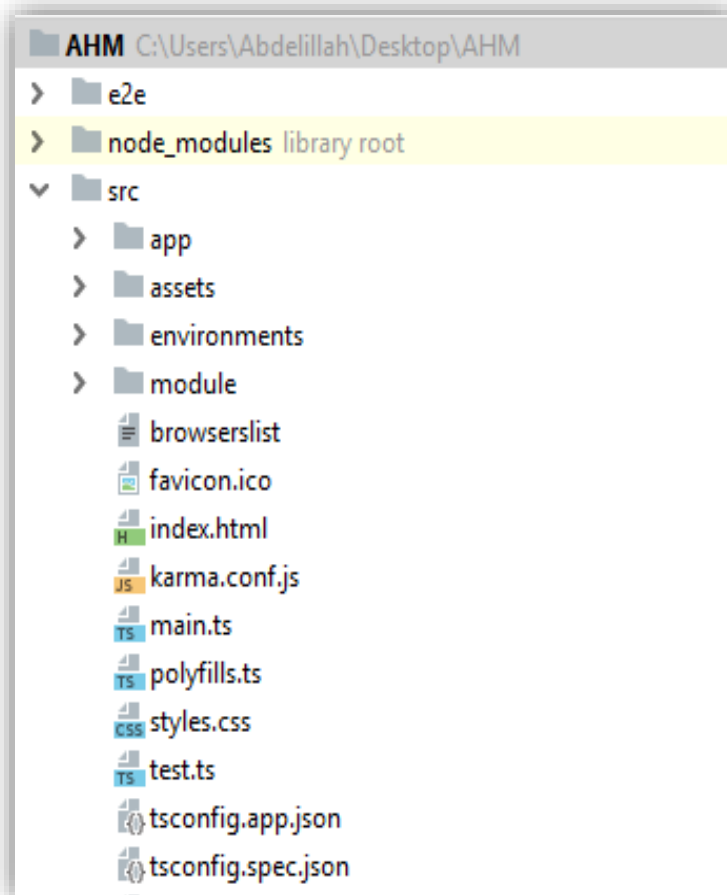 AHM C:\Users\Abdelillah\Desktop\AHM
e2e
node_modules library root
src
app
assets
environments
module
browserslist
favicon.ico
H index.html
JS karma.conf.js
TS main.ts
TS polyfills.ts
CSS styles.css
TS test.ts
tsconfig.app.json
tsconfig.spec.json